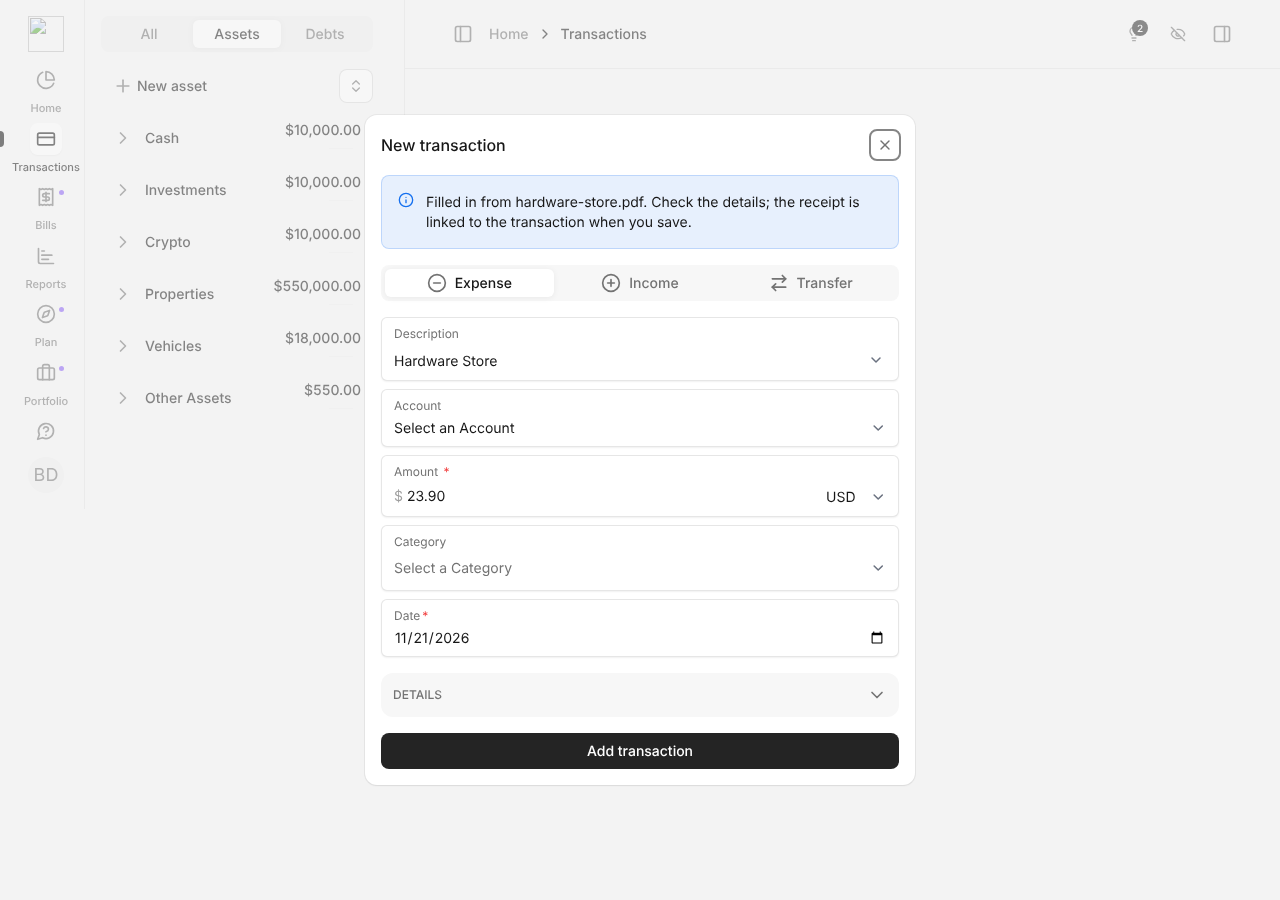 All
Assets
Debts
Home
Transactions
2
New asset
Home
Transactions
Bills
Reports
Plan
Portfolio
BD
Cash
$10,000.00
Investments
$10,000.00
Crypto
$10,000.00
Properties
$550,000.00
Vehicles
$18,000.00
Other Assets
$550.00
New transaction
Filled in from hardware-store.pdf. Check the details; the receipt is
linked to the transaction when you save.
Expense
Income
Transfer
Description
Hardware Store
Account
Select an Account
Amount *
$ 23.90
USD
Category
Select a Category
Date *
11/21/2026
DETAILS
Add transaction